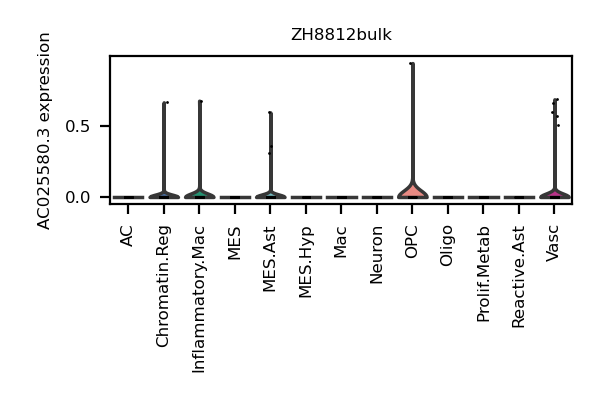 ZH8812bulk
AC025580.3 expression
0.5
0.0
AC
Chromatin.Reg
Inflammatory.Mac
MES
MES.Ast
MES.Hyp
Mac
Neuron
OPC
Oligo
Prolif.Metab
Reactive.Ast
Vasc